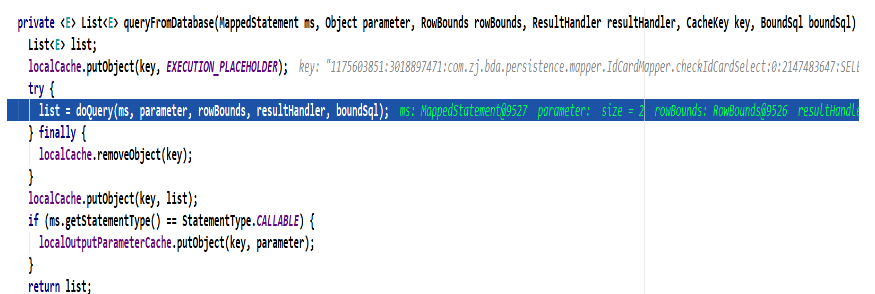 private <E> List<E> queryFromDatabase(MappedStatement ms, Object parameter, RowBounds rowBounds, ResultHandler resultHandler, CacheKey key, BoundSql boundSql)
List<E> list;
localCache.putObject(key, EXECUTION_PLACEHOLDER); key: "1175603851:3018897471:com.zj.bda.persistence.mapper.IdCardMapper.checkIdCardSelect:0:2147483647:SELE
try {
list = doQuery(ms, parameter, rowBounds, resultHandler, boundSql); ms: MappedStatement@9527 parameter: size = 2 rowBounds: RowBounds@9526 resultHandle
} finally {
localCache.removeObject(key);
}
localCache.putObject(key, list);
if (ms.getStatementType() == StatementType.CALLABLE) {
localOutputParameterCache.putObject(key, parameter);
}
return list;